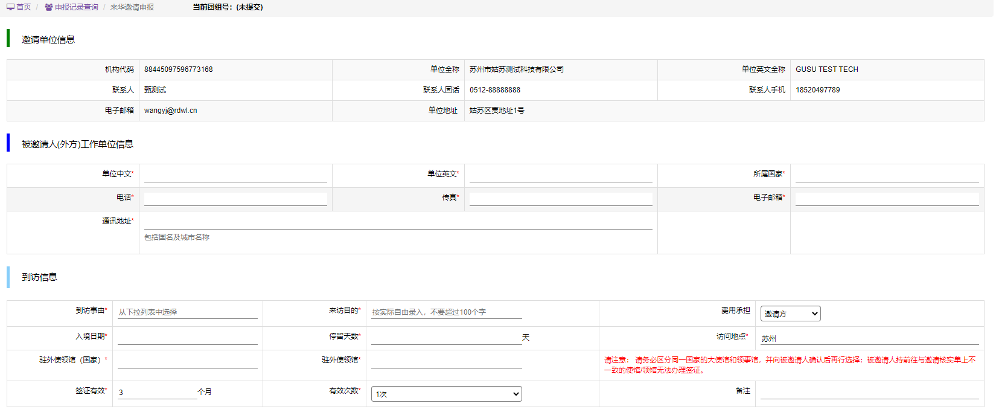 首页 / 申报记录查询 / 来华邀请申报 当前团组号：(未提交)
邀请单位信息
机构代码 88445097596773168 单位全称 苏州市姑苏测试科技有限公司 单位英文全称 GUSU TEST TECH
联系人 甄测试 联系人固话 0512-88888888 联系人手机 18520497789
电子邮箱 wangyj@rdwl.cn 单位地址 姑苏区贾地址1号
被邀请人(外方)工作单位信息
单位中文* 单位英文* 所属国家*
电话* 传真* 电子邮箱*
通讯地址*
包括国名及城市名称
到访信息
到访事由* 从下拉列表中选择 来访目的* 按实际自由录入，不要超过100个字 费用承担 邀请方
入境日期* 停留天数* 天 访问地点* 苏州
驻外使领馆（国家）* 驻外使领馆* 请注意： 请务必区分同一国家的大使馆和领事馆，并向被邀请人确认后再行选择；被邀请人持前往与邀请核实单上不
一致的使馆/领馆无法办理签证。
签证有效* 3 个月 有效次数* 1次 备注